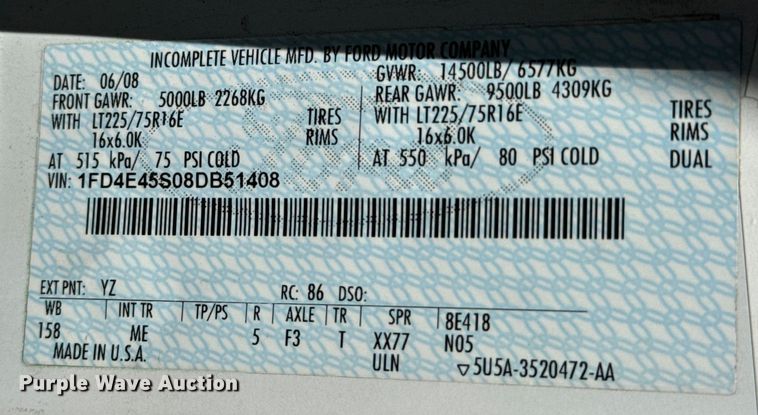 INCOMPLETE VEHICLE MFD. BY FORD MOTOR COMPANY
DATE: 06/08 GVWR: 14500LB/ 6577KG
FRONT GAWR: 5000LB 2268KG REAR GAWR: 9500LB 4309KG
WITH LT225/75R16E TIRES WITH LT225/75R16E TIRES
16x6.0K RIMS 16x6.0K RIMS
AT 515 kPa/ 75 PSI COLD AT 550 kPa/ 80 PSI COLD DUAL
VIN: 1FD4E45S08DB51408
EXT PNT: YZ RC: 86 DSO:
WB INT TR TP/PS R AXLE TR SPR 8E418
158 ME 5 F3 T XX77 N05
MADE IN U.S.A. ULN ▽5U5A-3520472-AA
Purple Wave Auction